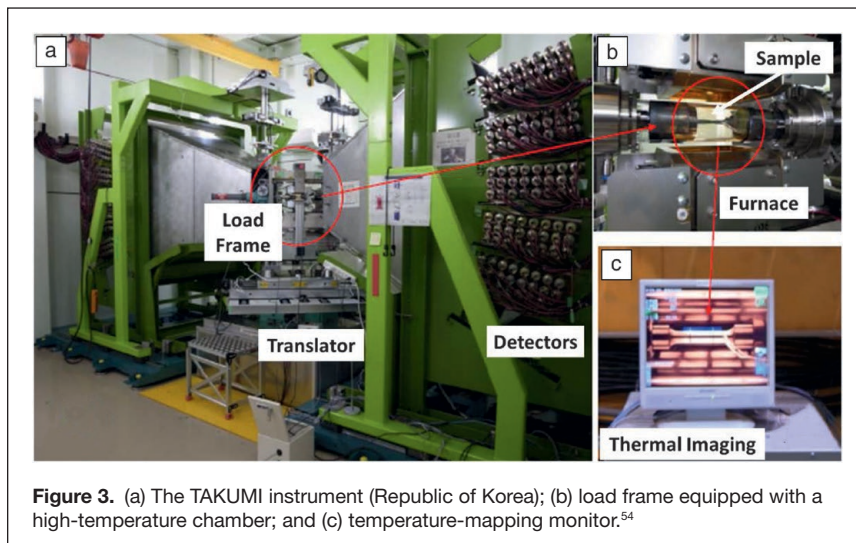 a
b
Sample
Load
Frame
Furnace
c
Translator
Detectors
Thermal Imaging
Figure 3. (a) The TAKUMI instrument (Republic of Korea); (b) load frame equipped with a
high-temperature chamber; and (c) temperature-mapping monitor.54